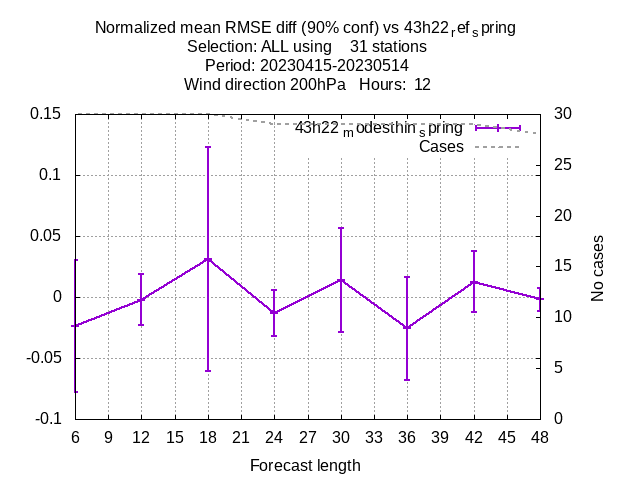 Normalized mean RMSE diff (90% conf) vs 43h22refspring
Selection: ALL using 31 stations
Period: 20230415-20230514
Wind direction 200hPa Hours: 12
0.15
0.1
0.05
0
-0.05
-0.1
30
25
20
15
10
5
0
43h22modesthinspring
Cases
No cases
6 9 12 15 18 21 24 27 30 33 36 39 42 45 48
Forecast length